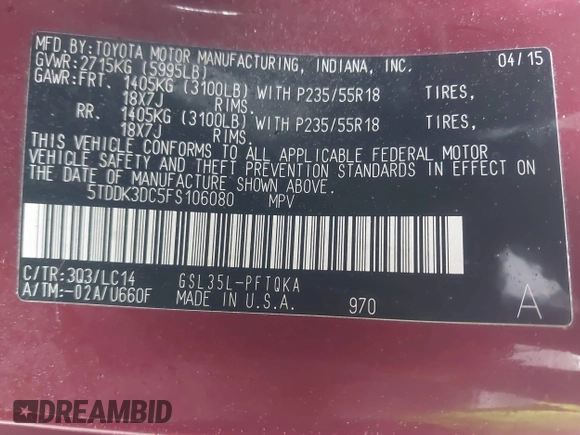 MFD.BY:TOYOTA MOTOR MANUFACTURING, INDIANA, INC. 04/15
GVWR:2715KG (5995LB)
GAWR:FRT. 1405KG (3100LB) WITH P235/55R18 TIRES,
18X7J RIMS.
RR. 1405KG (3100LB) WITH P235/55R18 TIRES,
18X7J RIMS.
THIS VEHICLE CONFORMS TO ALL APPLICABLE FEDERAL MOTOR
VEHICLE SAFETY AND THEFT PREVENTION STANDARDS IN EFFECT ON
THE DATE OF MANUFACTURE SHOWN ABOVE.
5TDDK3DC5FS106080 MPV
C/TR:3Q3/LC14 GSL35L-PFTQKA
A/TM:-02A/U660F MADE IN U.S.A. 970 A
DREAMBID